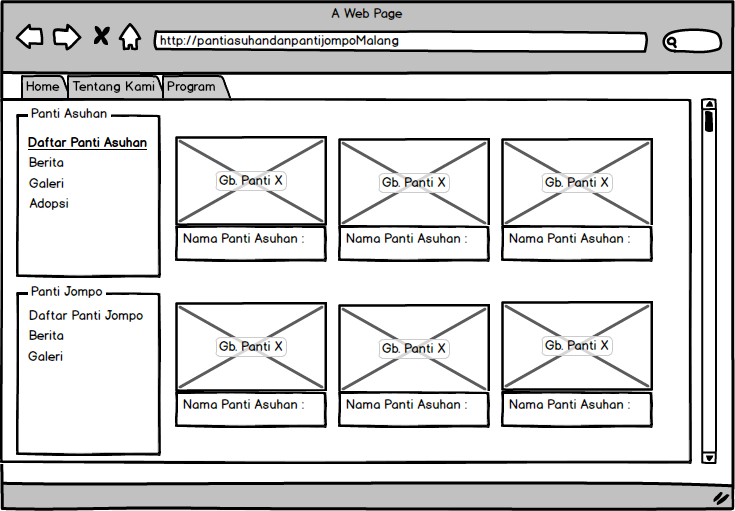 A Web Page
http://pantiasuhandanpantijompoMalang
Home
Tentang Kami
Program
Panti Asuhan
Daftar Panti Asuhan
Berita
Galeri
Adopsi
Gb. Panti X
Gb. Panti X
Gb. Panti X
Nama Panti Asuhan :
Nama Panti Asuhan :
Nama Panti Asuhan :
Panti Jompo
Daftar Panti Jompo
Berita
Galeri
Gb. Panti X
Gb. Panti X
Gb. Panti X
Nama Panti Asuhan :
Nama Panti Asuhan :
Nama Panti Asuhan :